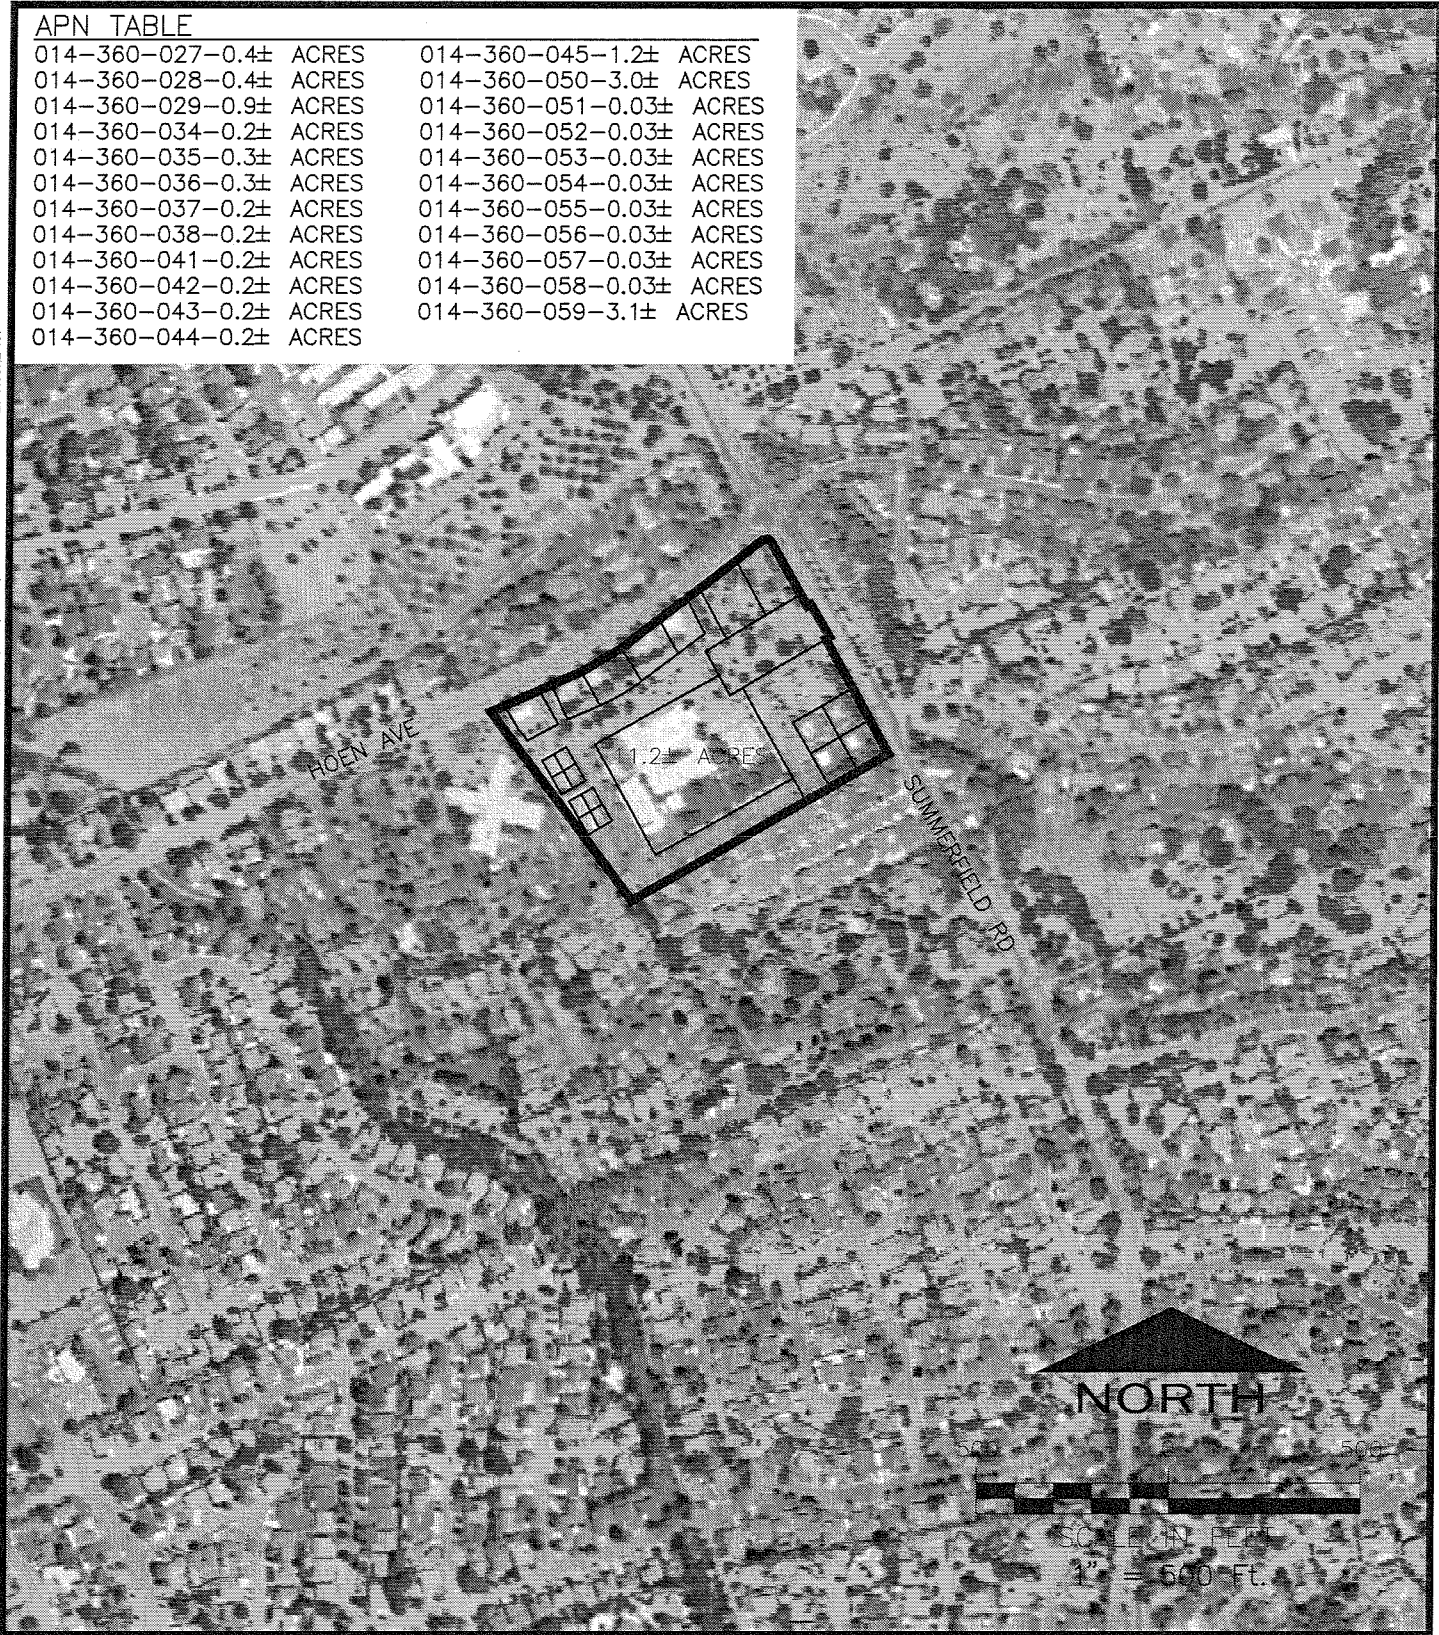 APN TABLE
014-360-027-0.4± ACRES
014-360-028-0.4± ACRES
014-360-029-0.9± ACRES
014-360-034-0.2± ACRES
014-360-035-0.3± ACRES
014-360-036-0.3± ACRES
014-360-037-0.2± ACRES
014-360-038-0.2± ACRES
014-360-041-0.2± ACRES
014-360-042-0.2± ACRES
014-360-043-0.2± ACRES
014-360-044-0.2± ACRES
014-360-045-1.2± ACRES
014-360-050-3.0± ACRES
014-360-051-0.03± ACRES
014-360-052-0.03± ACRES
014-360-053-0.03± ACRES
014-360-054-0.03± ACRES
014-360-055-0.03± ACRES
014-360-056-0.03± ACRES
014-360-057-0.03± ACRES
014-360-058-0.03± ACRES
014-360-059-3.1± ACRES
HOEN AVE
11.2± ACRES
SUMMERFIELD RD
NORTH
500 0 500
SCALE IN FEET
1" = 500 Ft.